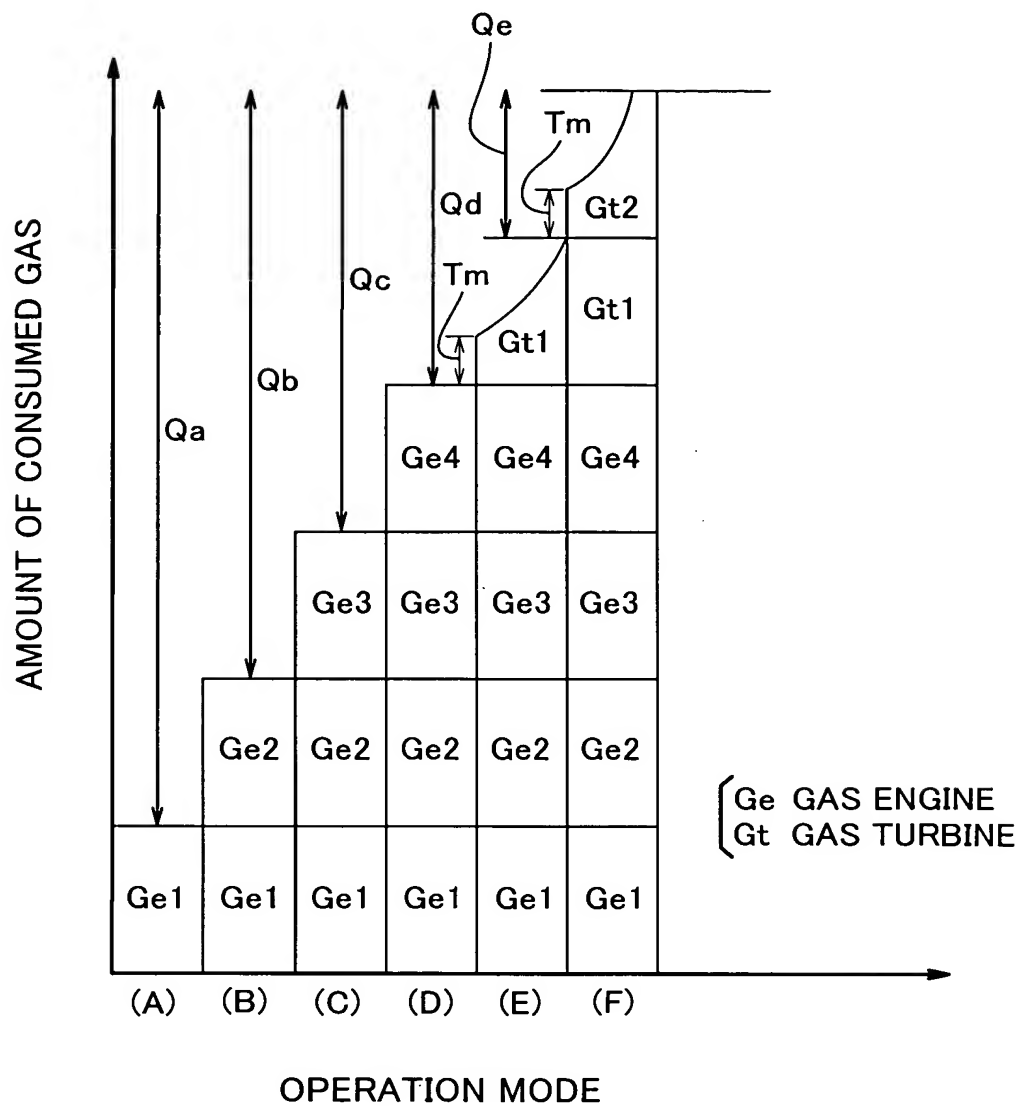 Qe
Tm
Gt2
Qd
Qc
Tm
Gt1
Gt1
Qb
Qa
Ge4 Ge4 Ge4
Ge3 Ge3 Ge3 Ge3
Ge2 Ge2 Ge2 Ge2 Ge2
Ge1 Ge1 Ge1 Ge1 Ge1 Ge1
AMOUNT OF CONSUMED GAS
Ge GAS ENGINE
Gt GAS TURBINE
(A) (B) (C) (D) (E) (F)
OPERATION MODE